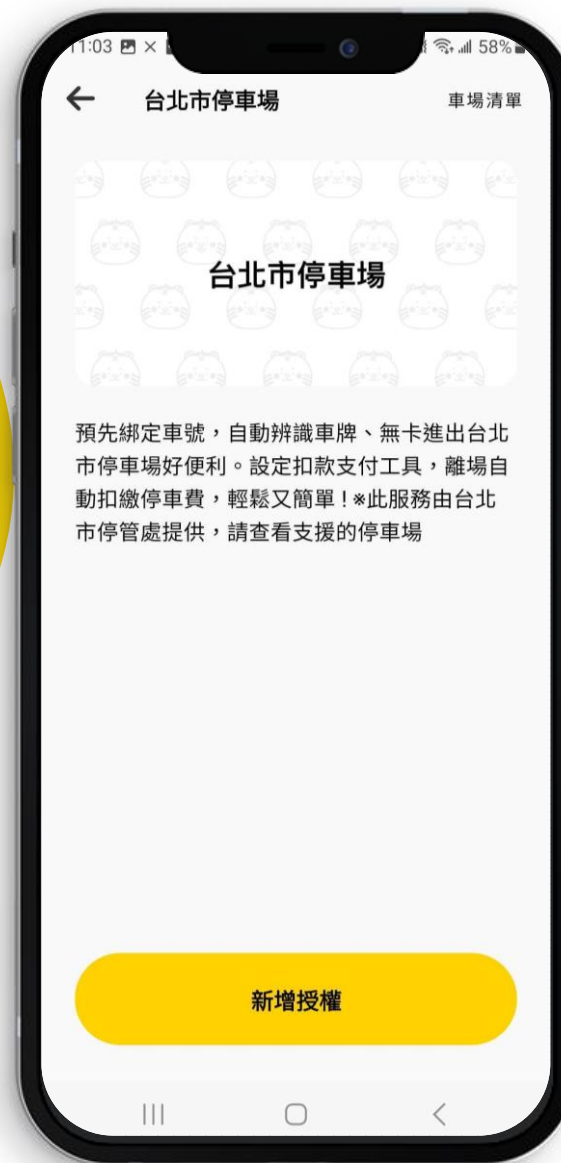 11:03
58%
台北市停車場
車場清單
台北市停車場
預先綁定車號，自動辨識車牌、無卡進出台北
市停車場好便利。設定扣款支付工具，離場自
動扣繳停車費，輕鬆又簡單！※此服務由台北
市停管處提供，請查看支援的停車場
新增授權